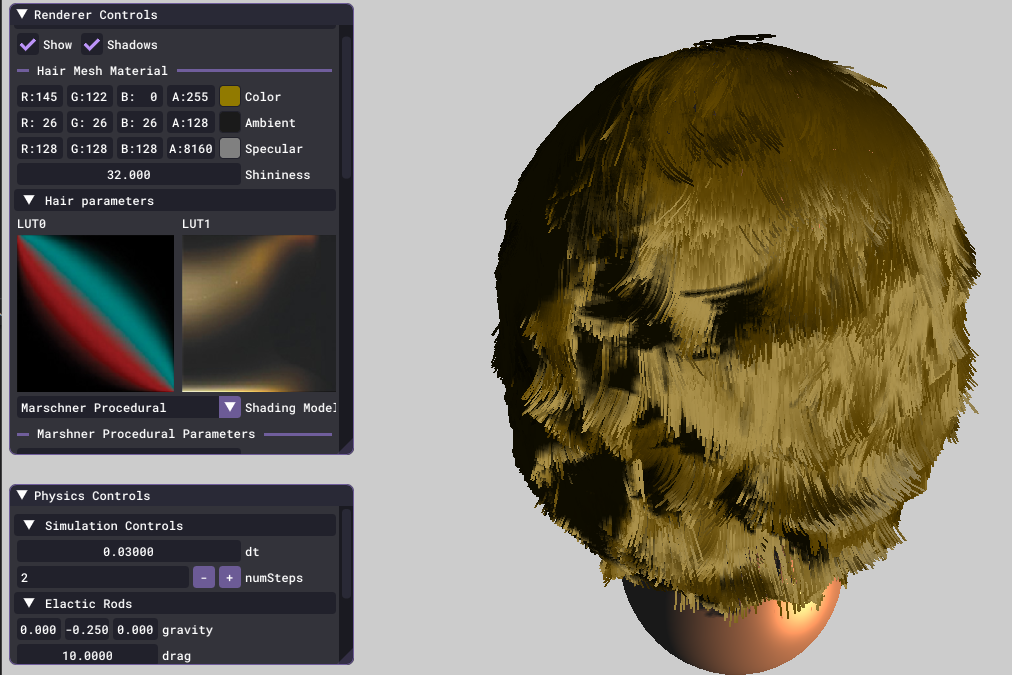 Renderer Controls
Show Shadows
Hair Mesh Material
R:145 G:122 B: 0 A:255 Color
R: 26 G: 26 B: 26 A:128 Ambient
R:128 G:128 B:128 A:8160 Specular
32.000 Shininess
Hair parameters
LUT0 LUT1
Marschner Procedural Shading Model
Marshner Procedural Parameters
Physics Controls
Simulation Controls
0.03000 dt
2 - + numSteps
Elactic Rods
0.000 -0.250 0.000 gravity
10.0000 drag